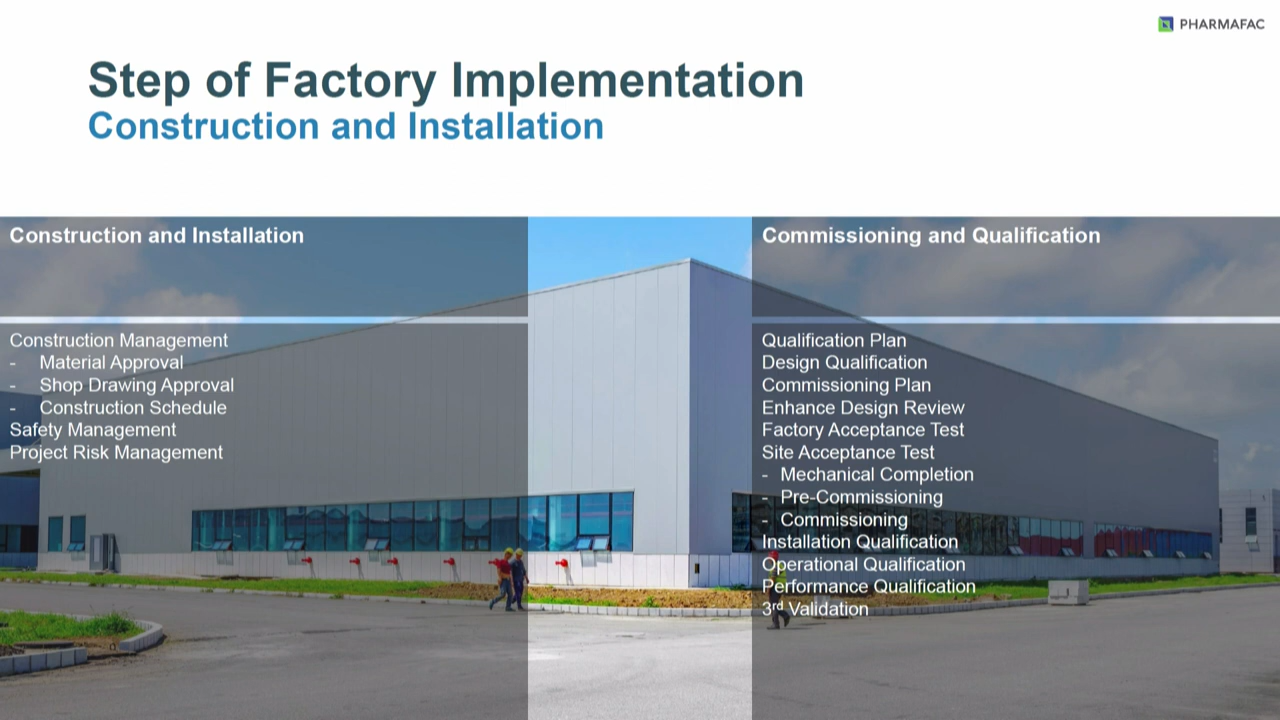 PHARMAFAC
Step of Factory Implementation
Construction and Installation
Construction and Installation
Construction Management
- Material Approval
- Shop Drawing Approval
- Construction Schedule
Safety Management
Project Risk Management
Commissioning and Qualification
Qualification Plan
Design Qualification
Commissioning Plan
Enhance Design Review
Factory Acceptance Test
Site Acceptance Test
- Mechanical Completion
- Pre-Commissioning
- Commissioning
Installation Qualification
Operational Qualification
Performance Qualification
3rd Validation